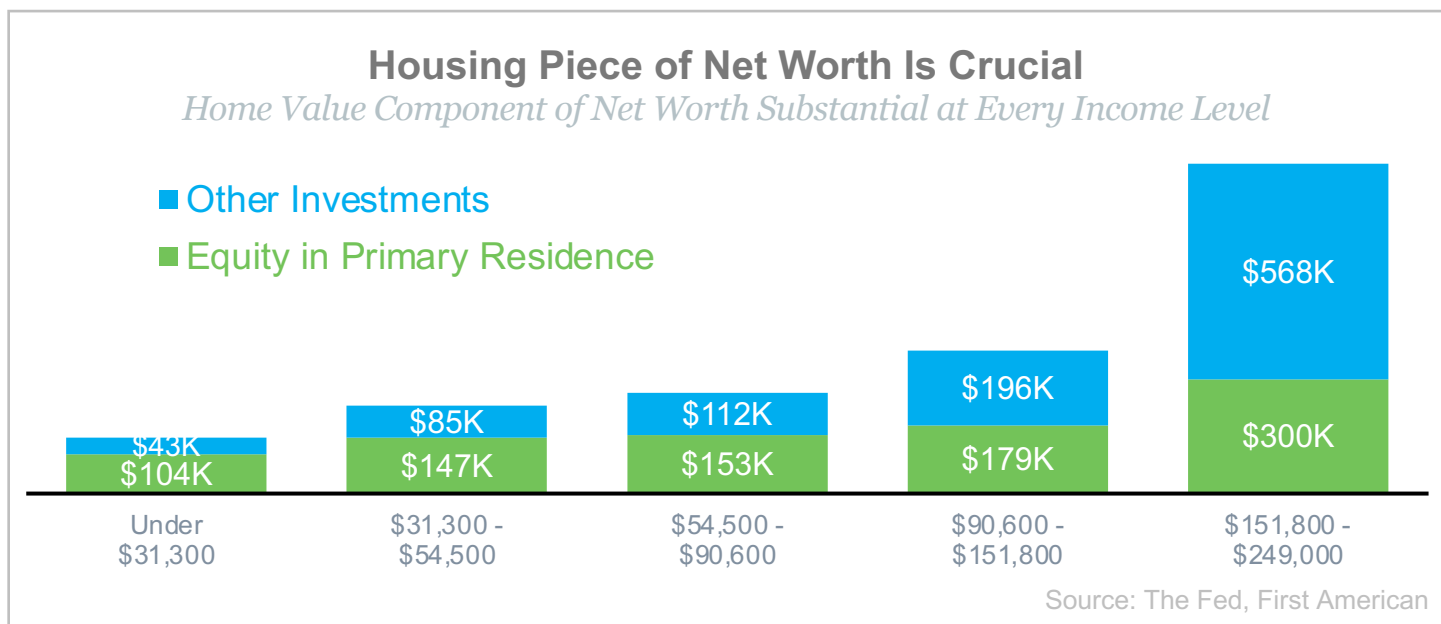 Housing Piece of Net Worth Is Crucial
Home Value Component of Net Worth Substantial at Every Income Level
Other Investments
Equity in Primary Residence
$43K
$104K
$85K
$147K
$112K
$153K
$196K
$179K
$568K
$300K
Under
$31,300
$31,300 -
$54,500
$54,500 -
$90,600
$90,600 -
$151,800
$151,800 -
$249,000
Source: The Fed, First American